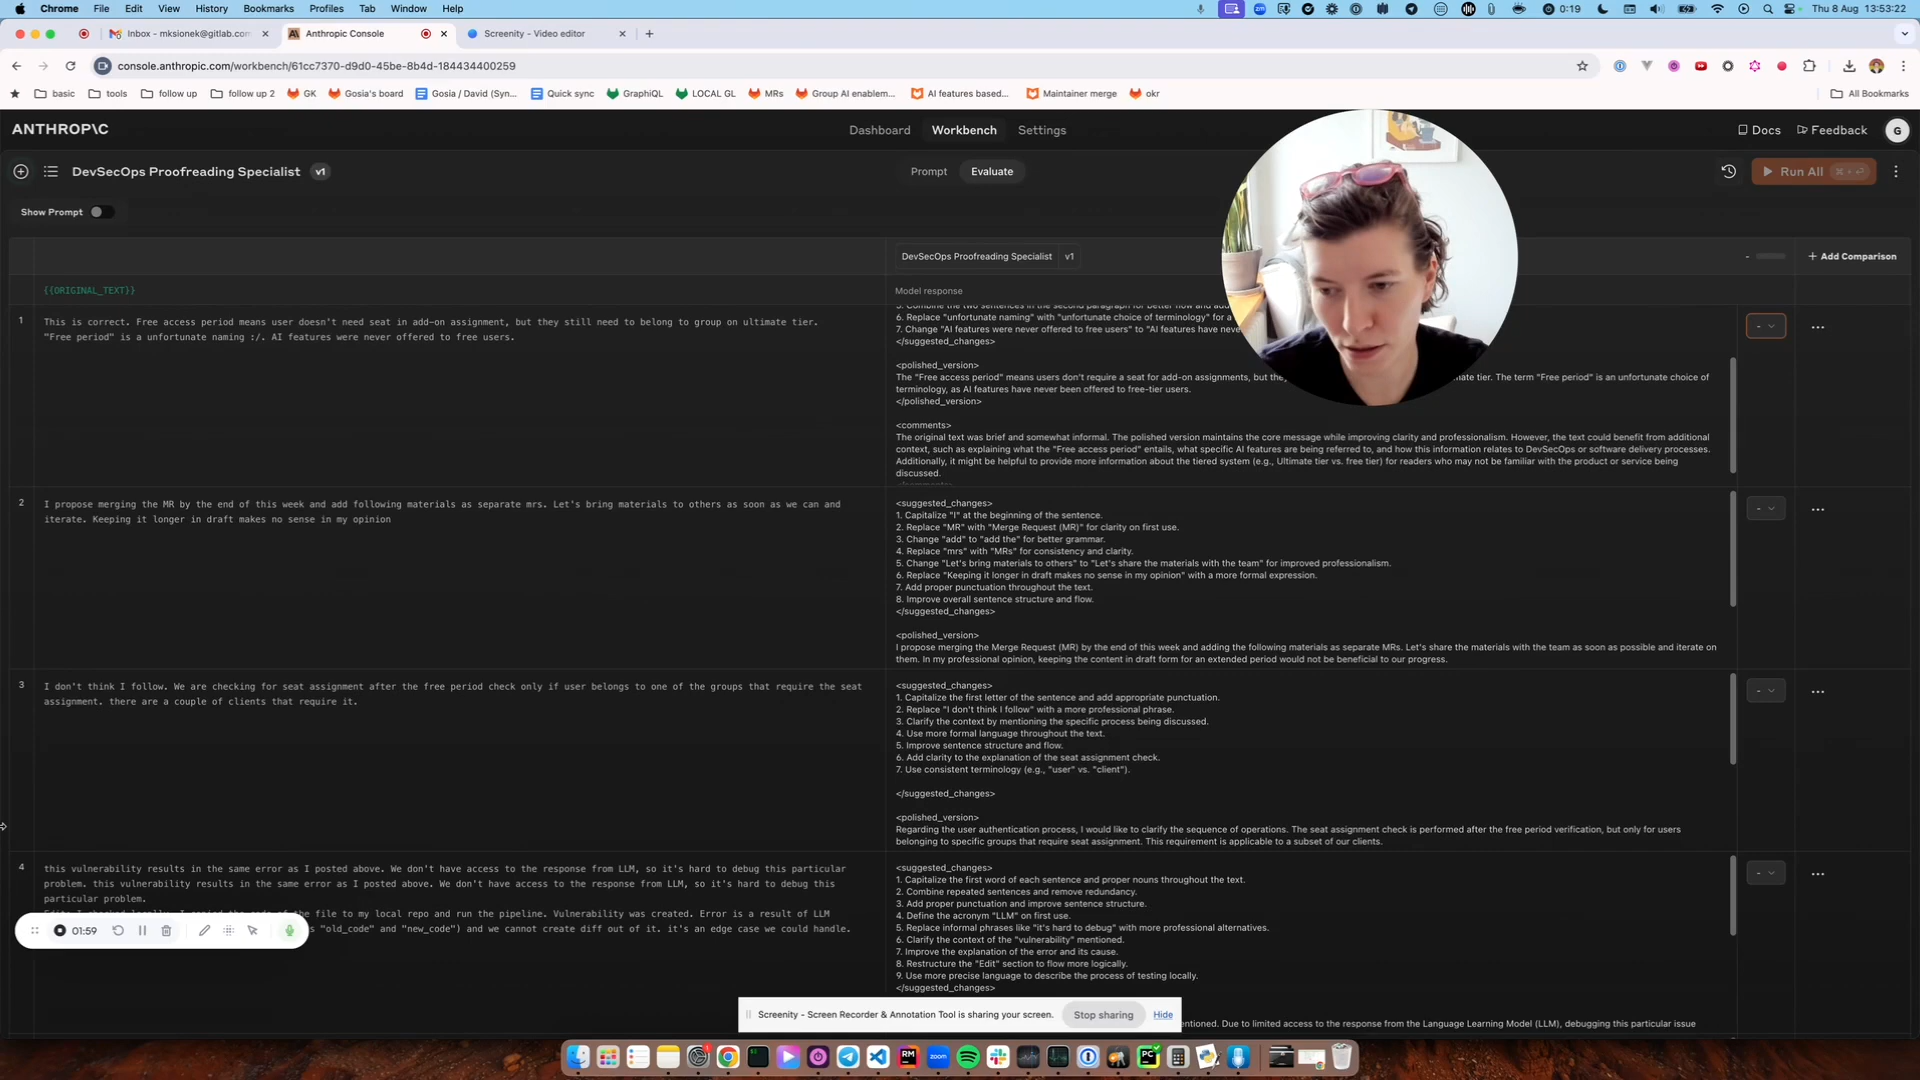 Chrome File Edit View History Bookmarks Profiles Tab Window Help
0:19 Thu 8 Aug 13:53:22
Inbox - mksionek@gitlab.com Anthropic Console Screenity - Video editor
console.anthropic.com/workbench/61cc7370-d9d0-45be-8b4d-184434400259
basic tools follow up follow up 2 GK Gosia's board Gosia / David (Syn... Quick sync GraphiQL LOCAL GL MRs Group AI enablem... AI features based... Maintainer merge okr All Bookmarks
ANTHROP\C Dashboard Workbench Settings Docs Feedback G
DevSecOps Proofreading Specialist v1 Prompt Evaluate Run All
Show Prompt
DevSecOps Proofreading Specialist v1 - + Add Comparison
{{ORIGINAL_TEXT}} Model response
1 This is correct. Free access period means user doesn't need seat in add-on assignment, but they still need to belong to group on ultimate tier.
"Free period" is a unfortunate naming :/. AI features were never offered to free users.
5. Combine the two sentences in the second paragraph for better flow and
6. Replace "unfortunate naming" with "unfortunate choice of terminology" for
7. Change "AI features were never offered to free users" to "AI features have
</suggested_changes>
<polished_version>
The "Free access period" means users don't require a seat for add-on assignments, but tier. The term "Free period" is an unfortunate choice of
terminology, as AI features have never been offered to free-tier users.
</polished_version>
<comments>
The original text was brief and somewhat informal. The polished version maintains the core message while improving clarity and professionalism. However, the text could benefit from additional
context, such as explaining what the "Free access period" entails, what specific AI features are being referred to, and how this information relates to DevSecOps or software delivery processes.
Additionally, it might be helpful to provide more information about the tiered system (e.g., Ultimate tier vs. free tier) for readers who may not be familiar with the product or service being
discussed.
2 I propose merging the MR by the end of this week and add following materials as separate mrs. Let's bring materials to others as soon as we can and
iterate. Keeping it longer in draft makes no sense in my opinion
<suggested_changes>
1. Capitalize "I" at the beginning of the sentence.
2. Replace "MR" with "Merge Request (MR)" for clarity on first use.
3. Change "add" to "add the" for better grammar.
4. Replace "mrs" with "MRs" for consistency and clarity.
5. Change "Let's bring materials to others" to "Let's share the materials with the team" for improved professionalism.
6. Replace "Keeping it longer in draft makes no sense in my opinion" with a more formal expression.
7. Add proper punctuation throughout the text.
8. Improve overall sentence structure and flow.
</suggested_changes>
<polished_version>
I propose merging the Merge Request (MR) by the end of this week and adding the following materials as separate MRs. Let's share the materials with the team as soon as possible and iterate on
them. In my professional opinion, keeping the content in draft form for an extended period would not be beneficial to our progress.
3 I don't think I follow. We are checking for seat assignment after the free period check only if user belongs to one of the groups that require the seat
assignment. there are a couple of clients that require it.
<suggested_changes>
1. Capitalize the first letter of the sentence and add appropriate punctuation.
2. Replace "I don't think I follow" with a more professional phrase.
3. Clarify the context by mentioning the specific process being discussed.
4. Use more formal language throughout the text.
5. Improve sentence structure and flow.
6. Add clarity to the explanation of the seat assignment check.
7. Use consistent terminology (e.g., "user" vs. "client").
</suggested_changes>
<polished_version>
Regarding the user authentication process, I would like to clarify the sequence of operations. The seat assignment check is performed after the free period verification, but only for users
belonging to specific groups that require seat assignment. This requirement is applicable to a subset of our clients.
4 this vulnerability results in the same error as I posted above. We don't have access to the response from LLM, so it's hard to debug this particular
problem. this vulnerability results in the same error as I posted above. We don't have access to the response from LLM, so it's hard to debug this
particular problem.
the file to my local repo and run the pipeline. Vulnerability was created. Error is a result of LLM
"old_code" and "new_code") and we cannot create diff out of it. it's an edge case we could handle.
<suggested_changes>
1. Capitalize the first word of each sentence and proper nouns throughout the text.
2. Combine repeated sentences and remove redundancy.
3. Add proper punctuation and improve sentence structure.
4. Define the acronym "LLM" on first use.
5. Replace informal phrases like "it's hard to debug" with more professional alternatives.
6. Clarify the context of the "vulnerability" mentioned.
7. Improve the explanation of the error and its cause.
8. Restructure the "Edit" section to flow more logically.
9. Use more precise language to describe the process of testing locally.
</suggested_changes>
entioned. Due to limited access to the response from the Language Learning Model (LLM), debugging this particular issue
01:59
Screenity - Screen Recorder & Annotation Tool is sharing your screen. Stop sharing Hide